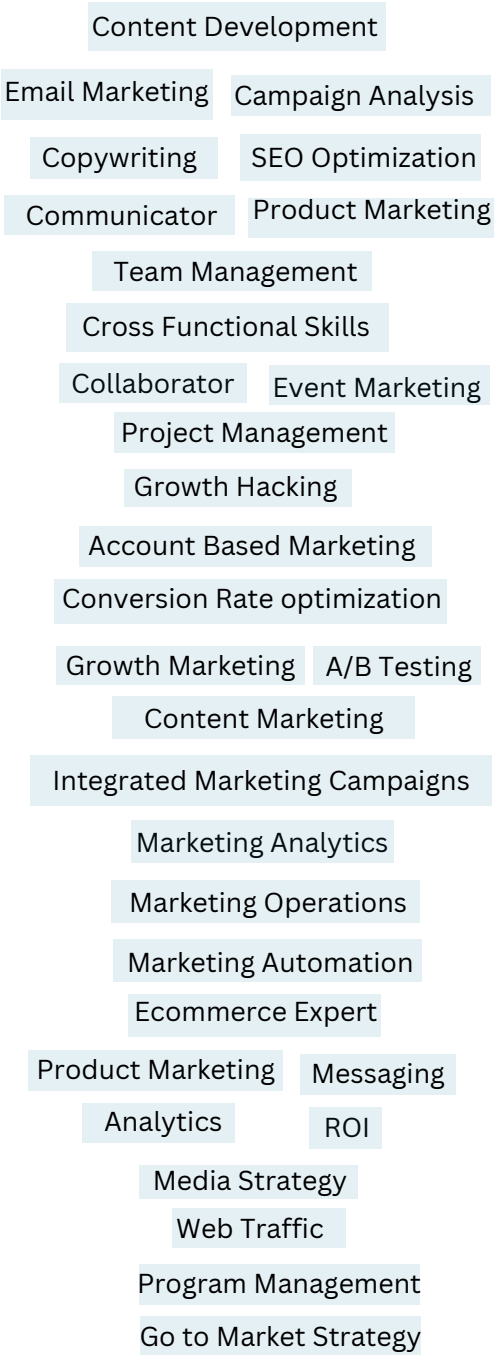 Content Development
Email Marketing
Campaign Analysis
Copywriting
SEO Optimization
Communicator
Product Marketing
Team Management
Cross Functional Skills
Collaborator
Event Marketing
Project Management
Growth Hacking
Account Based Marketing
Conversion Rate optimization
Growth Marketing
A/B Testing
Content Marketing
Integrated Marketing Campaigns
Marketing Analytics
Marketing Operations
Marketing Automation
Ecommerce Expert
Product Marketing
Messaging
Analytics
ROI
Media Strategy
Web Traffic
Program Management
Go to Market Strategy